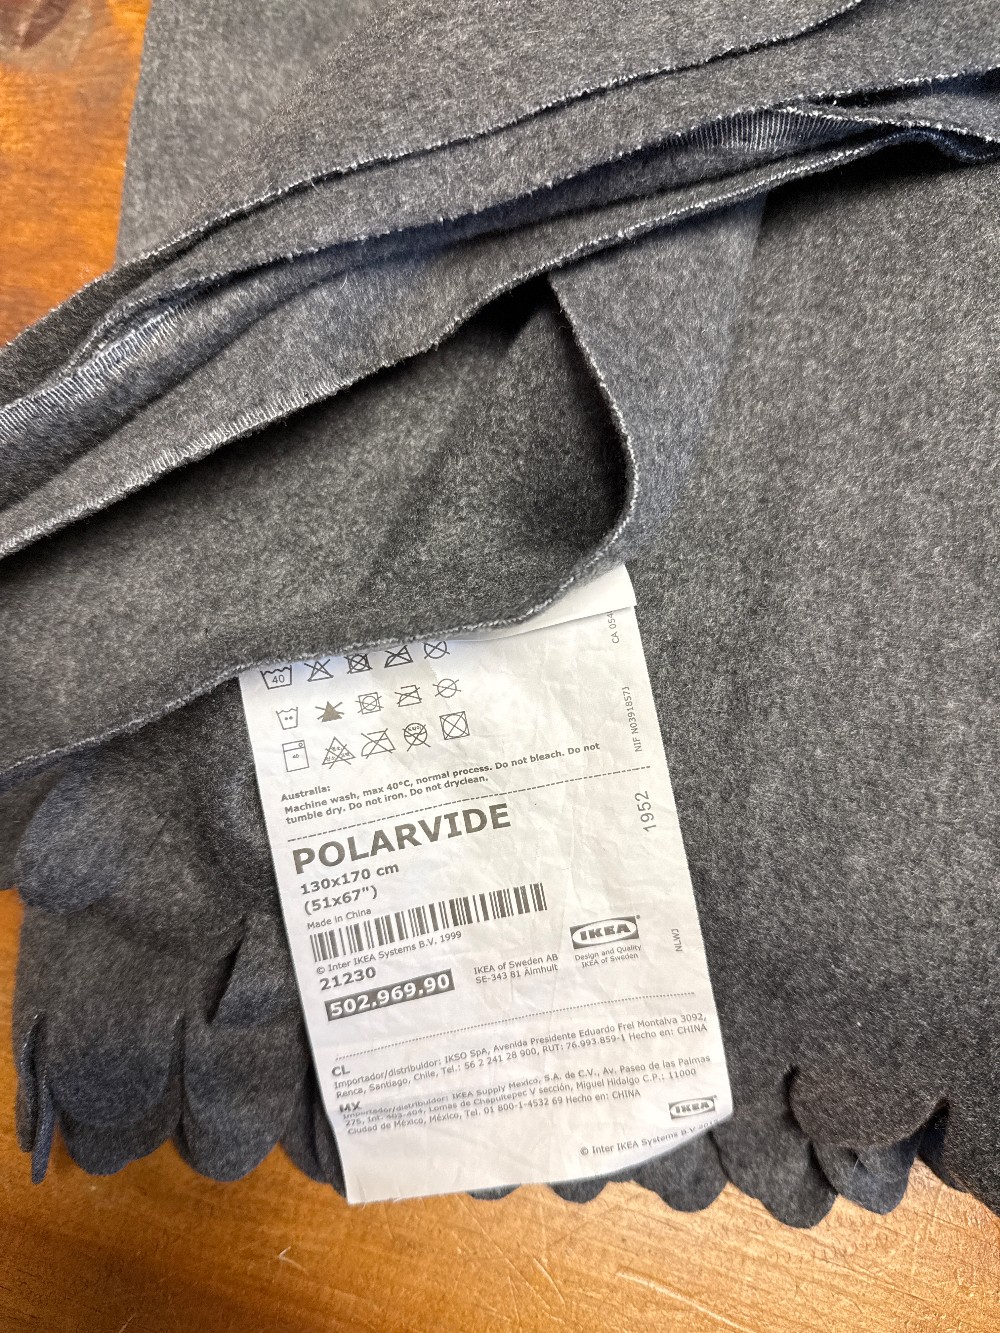 40
40
Australia:
Machine wash, max 40°C, normal process. Do not bleach. Do not
tumble dry. Do not iron. Do not dryclean.
POLARVIDE
130x170 cm
(51x67")
Made in China
© Inter IKEA Systems B.V. 1999
21230
502.969.90
IKEA of Sweden AB
SE-343 81 Älmhult
IKEA
Design and Quality
IKEA of Sweden
CA 054
NIF N0391857J
1952
NLWJ
CL
Importador/distribuidor: IKSO SpA, Avenida Presidente Eduardo Frei Montalva 3092,
Renca, Santiago, Chile, Tel.: 56 2 241 28 900, RUT: 76.993.859-1 Hecho en: CHINA
MX
Importador/distribuidor: IKEA Supply Mexico, S.A. de C.V., Av. Paseo de las Palmas
275, Int. 403-404, Lomas de Chapultepec V sección, Miguel Hidalgo C.P.: 11000
Ciudad de México, México, Tel. 01 800-1-4532 69 Hecho en: CHINA
IKEA
© Inter IKEA Systems B.V.